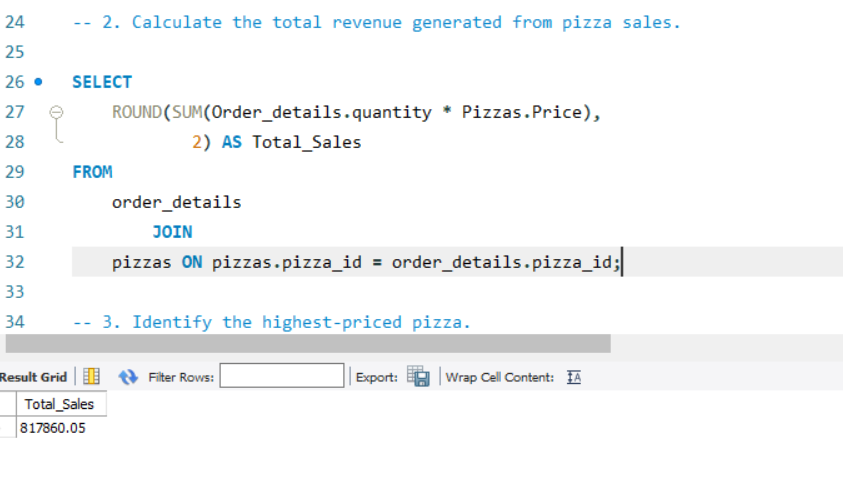 24 -- 2. Calculate the total revenue generated from pizza sales.
25
26 SELECT
27 ROUND(SUM(Order_details.quantity * Pizzas.Price),
28 2) AS Total_Sales
29 FROM
30 order_details
31 JOIN
32 pizzas ON pizzas.pizza_id = order_details.pizza_id;
33
34 -- 3. Identify the highest-priced pizza.
Result Grid Filter Rows: Export: Wrap Cell Content: IA
Total_Sales
817860.05